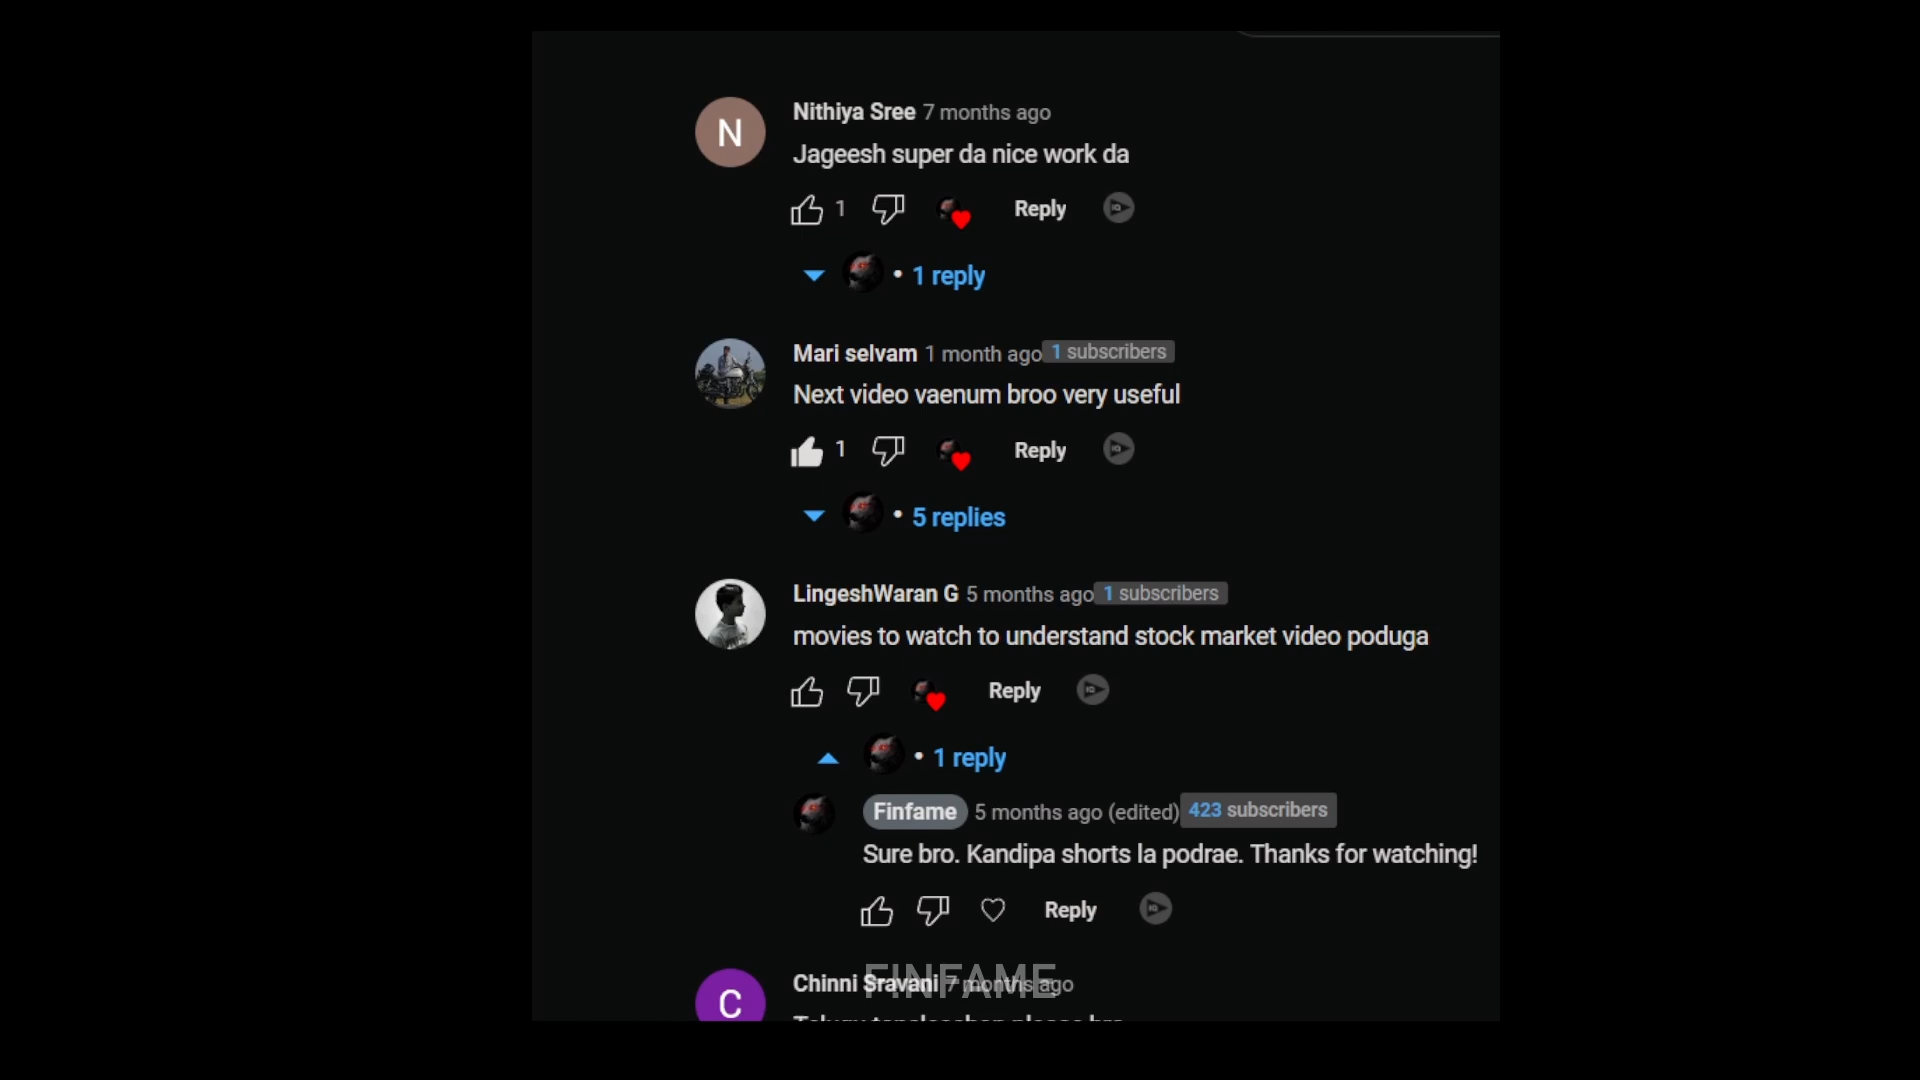 N
Nithiya Sree 7 months ago
Jageesh super da nice work da
1 Reply
• 1 reply
Mari selvam 1 month ago 1 subscribers
Next video vaenum broo very useful
1 Reply
• 5 replies
LingeshWaran G 5 months ago 1 subscribers
movies to watch to understand stock market video poduga
Reply
• 1 reply
Finfame 5 months ago (edited) 423 subscribers
Sure bro. Kandipa shorts la podrae. Thanks for watching!
Reply
C
Chinni Sravani 7 months ago
FINFAME